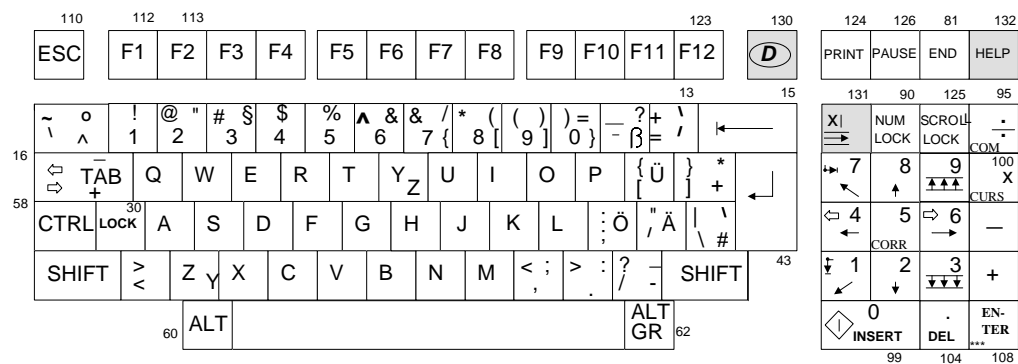 110 112 113 123 130 124 126 81 132
ESC F1 F2 F3 F4 F5 F6 F7 F8 F9 F10 F11 F12 D PRINT PAUSE END HELP
13 15 131 90 125 95
~ o ! @ " # § $ % ^ & & / * ( ( ) ) = _ ? + ` X| NUM SCROLL ÷
\ ^ 1 2 3 4 5 6 7 { 8 [ 9 ] 0 } - ß = ' LOCK LOCK COM
16 100
TAB + Q W E R T Y Z U I O P { [ Ü } ] * + 7 8 9 X CURS
58
CTRL 30 LOCK A S D F G H J K L : ; Ö " ' Ä | \ ` # 4 5 CORR 6 —
SHIFT > < Z Y X C V B N M < ; , > : . ? / _ - SHIFT 43 1 2 3 +
60 ALT ALT GR 62 0 INSERT . DEL EN-TER ***
99 104 108